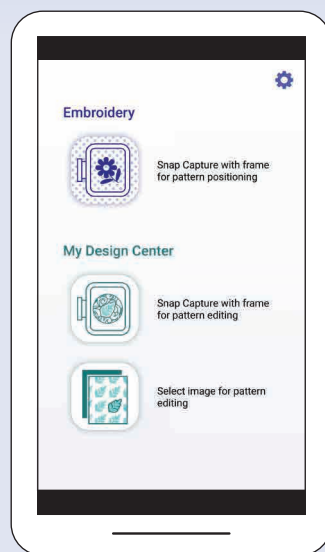 Embroidery
Snap Capture with frame
for pattern positioning
My Design Center
Snap Capture with frame
for pattern editing
Select image for pattern
editing